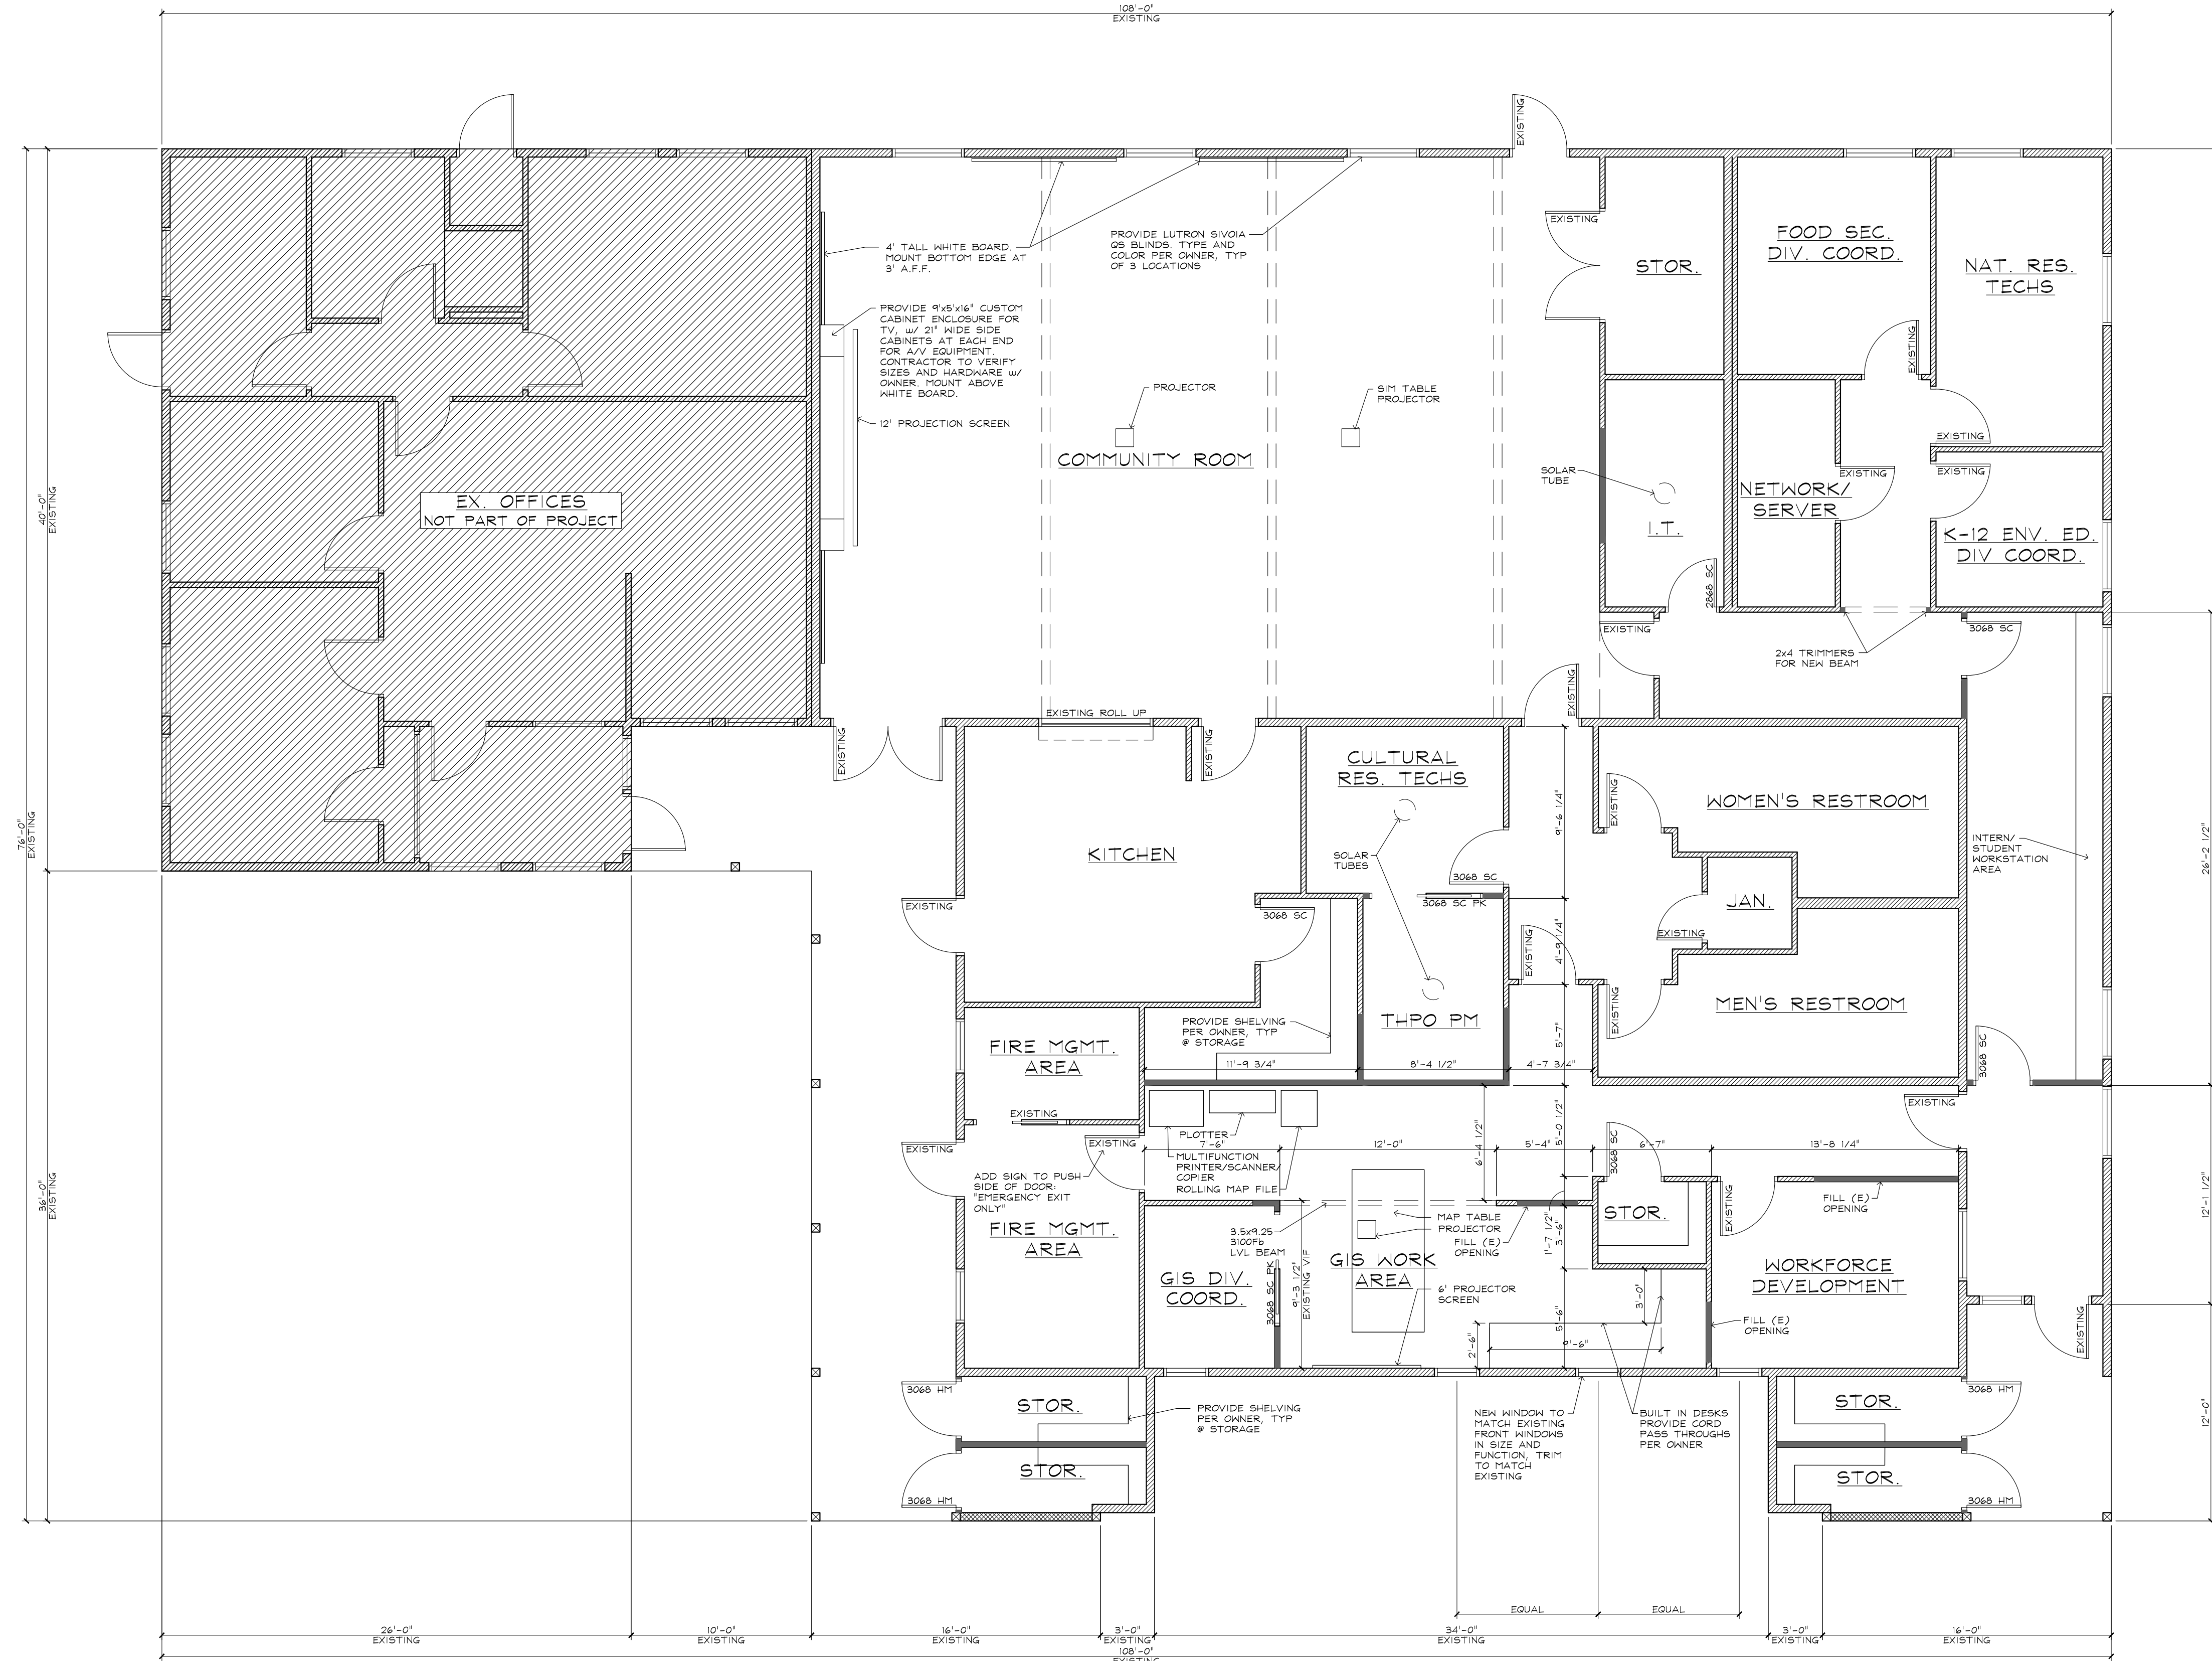 108'-0"
EXISTING
EXISTING
4' TALL WHITE BOARD.
MOUNT BOTTOM EDGE AT
3' A.F.F.
PROVIDE LUTRON SIVOIA
QS BLINDS. TYPE AND
COLOR PER OWNER, TYP
OF 3 LOCATIONS
EXISTING
STOR.
FOOD SEC.
DIV. COORD.
NAT. RES.
TECHS
PROVIDE 9'x5'x16" CUSTOM
CABINET ENCLOSURE FOR
TV, w/ 21" WIDE SIDE
CABINETS AT EACH END
FOR A/V EQUIPMENT.
CONTRACTOR TO VERIFY
SIZES AND HARDWARE w/
OWNER. MOUNT ABOVE
WHITE BOARD.
12' PROJECTION SCREEN
PROJECTOR
SIM TABLE
PROJECTOR
EXISTING
EXISTING
EXISTING
EXISTING
COMMUNITY ROOM
SOLAR
TUBE
I.T.
2868 SC
NETWORK/
SERVER
K-12 ENV. ED.
DIV COORD.
EX. OFFICES
NOT PART OF PROJECT
40'-0"
EXISTING
76'-0"
EXISTING
36'-0"
EXISTING
EXISTING
3068 SC
2x4 TRIMMERS
FOR NEW BEAM
EXISTING
EXISTING ROLL UP
EXISTING
EXISTING
CULTURAL
RES. TECHS
9'-6 1/4"
EXISTING
WOMEN'S RESTROOM
KITCHEN
SOLAR
TUBES
3068 SC
3068 SC PK
INTERN/
STUDENT
WORKSTATION
AREA
26'-2 1/2"
EXISTING
3068 SC
JAN.
EXISTING
EXISTING
4'-9 1/4"
EXISTING
MEN'S RESTROOM
THPO PM
PROVIDE SHELVING
PER OWNER, TYP
@ STORAGE
5'-7"
11'-9 3/4"
8'-4 1/2"
4'-7 3/4"
3068 SC
FIRE MGMT.
AREA
EXISTING
EXISTING
EXISTING
PLOTTER
7'-6"
12'-0"
6'-4 1/2"
5'-4"
5'-0 1/2"
3068 SC
6'-7"
13'-8 1/4"
EXISTING
MULTIFUNCTION
PRINTER/SCANNER/
COPIER
ROLLING MAP FILE
ADD SIGN TO PUSH
SIDE OF DOOR:
"EMERGENCY EXIT
ONLY"
FIRE MGMT.
AREA
3.5x9.25
3100Fb
LVL BEAM
MAP TABLE
PROJECTOR
FILL (E)
OPENING
1'-7 1/2"
3'-6"
STOR.
EXISTING
FILL (E)
OPENING
12'-1 1/2"
GIS DIV.
COORD.
3068 SC PK
9'-3 1/2"
EXISTING VIF
GIS WORK
AREA
6' PROJECTOR
SCREEN
WORKFORCE
DEVELOPMENT
3'-0"
5'-6"
2'-6"
9'-6"
FILL (E)
OPENING
EXISTING
3068 HM
STOR.
PROVIDE SHELVING
PER OWNER, TYP
@ STORAGE
NEW WINDOW TO
MATCH EXISTING
FRONT WINDOWS
IN SIZE AND
FUNCTION, TRIM
TO MATCH
EXISTING
BUILT IN DESKS
PROVIDE CORD
PASS THROUGHS
PER OWNER
STOR.
3068 HM
12'-0"
STOR.
3068 HM
STOR.
3068 HM
EQUAL
EQUAL
26'-0"
EXISTING
10'-0"
EXISTING
16'-0"
EXISTING
3'-0"
EXISTING
34'-0"
EXISTING
3'-0"
EXISTING
16'-0"
EXISTING
108'-0"
EXISTING